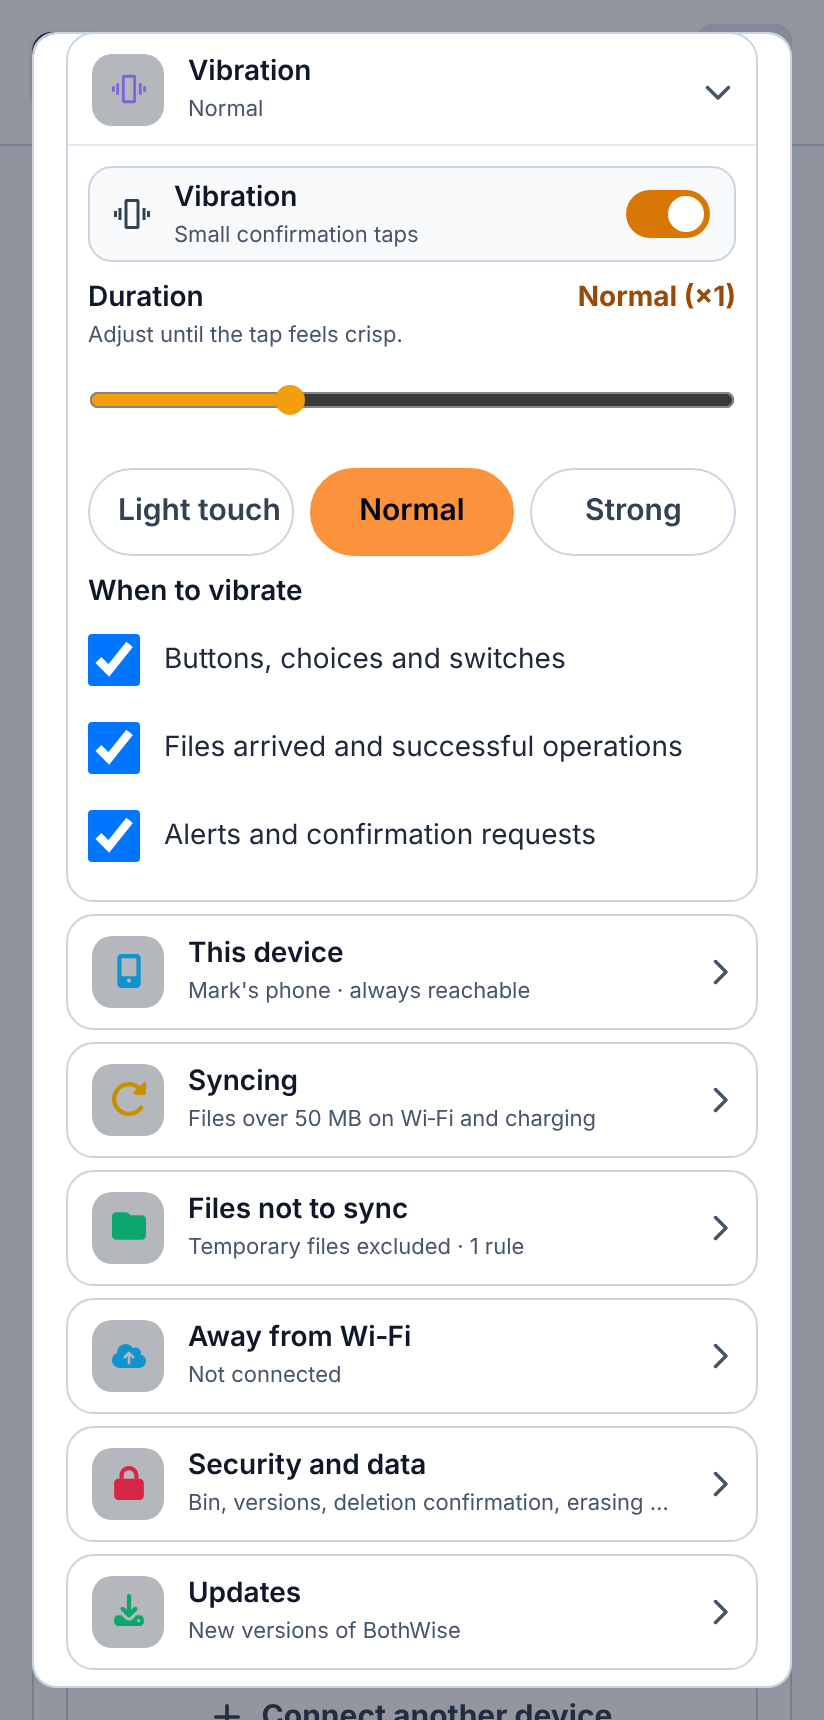 Vibration
Normal
Vibration
Small confirmation taps
Duration
Normal (×1)
Adjust until the tap feels crisp.
Light touch
Normal
Strong
When to vibrate
Buttons, choices and switches
Files arrived and successful operations
Alerts and confirmation requests
This device
Mark's phone · always reachable
Syncing
Files over 50 MB on Wi-Fi and charging
Files not to sync
Temporary files excluded · 1 rule
Away from Wi-Fi
Not connected
Security and data
Bin, versions, deletion confirmation, erasing ...
Updates
New versions of BothWise
Connect another device